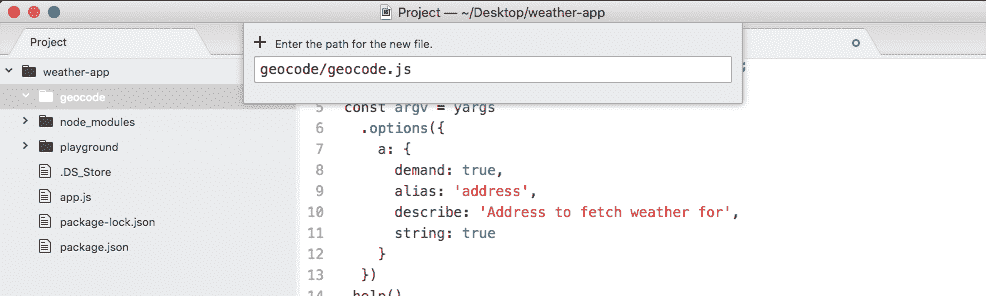 Project — ~/Desktop/weather-app
Project
+ Enter the path for the new file.
geocode/geocode.js
weather-app
geocode
node_modules
playground
.DS_Store
app.js
package-lock.json
package.json
;
5 const argv = yargs
6 .options({
7 a: {
8 demand: true,
9 alias: 'address',
10 describe: 'Address to fetch weather for',
11 string: true
12 }
13 })
14 .help()